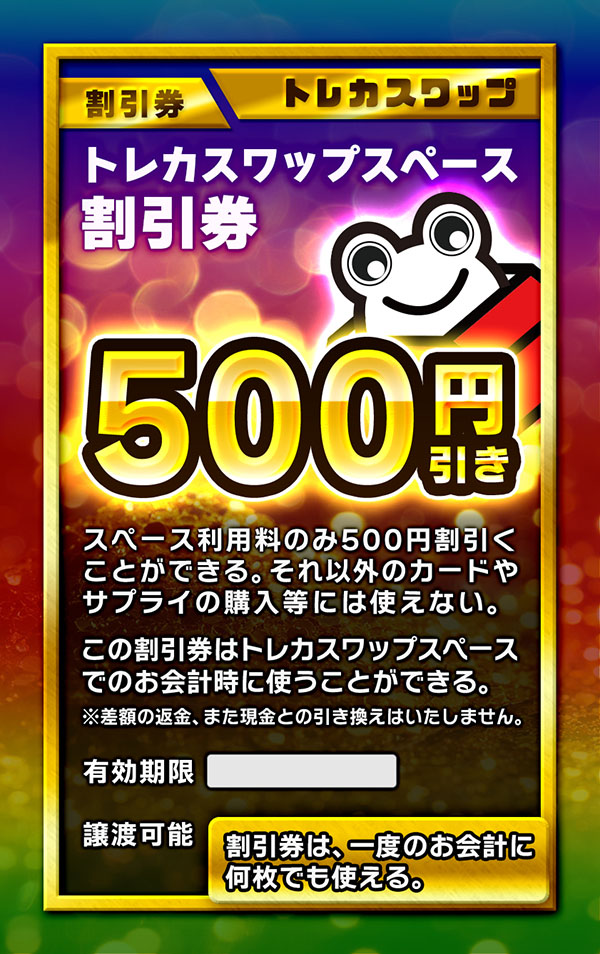 割引券
トレカスワップ
トレカスワップスペース
割引券
500円
引き
スペース利用料のみ500円割引く
ことができる。それ以外のカードや
サプライの購入等には使えない。
この割引券はトレカスワップスペース
でのお会計時に使うことができる。
※差額の返金、また現金との引き換えはいたしません。
有効期限
譲渡可能
割引券は、一度のお会計に
何枚でも使える。